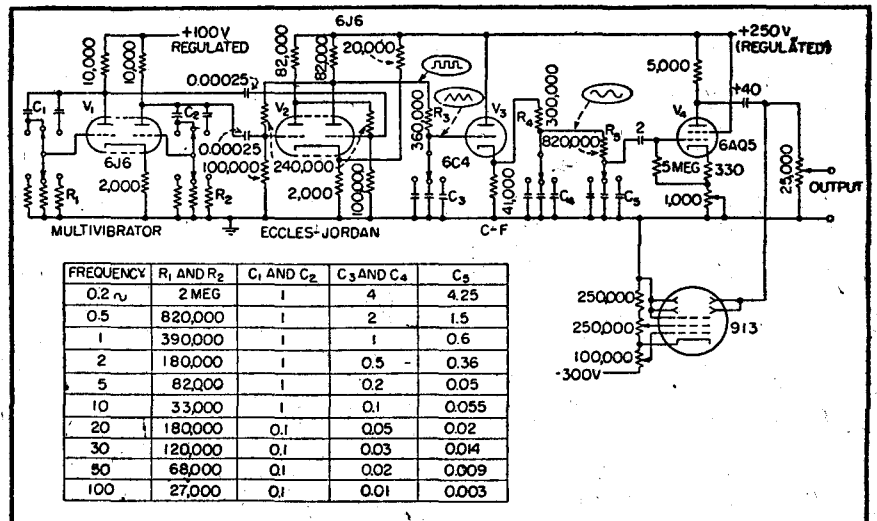 6J6
+100V
REGULATED
+250V
(REGULATED)
10,000
10,000
82,000
82,000
20,000
5,000
0.00025
+40
C₁
V₁
C₂
V₂
R₃
360,000
V₃
R₄
300,000
820,000
R₅
2
V₄
6AQ5
6J6
0.00025
100,000
240,000
6C4
5 MEG
330
25,000
OUTPUT
2,000
2,000
100,000
41,000
1,000
R₁
R₂
C₃
C₄
C₅
MULTIVIBRATOR
ECCLES-JORDAN
C-F
FREQUENCY R₁ AND R₂ C₁ AND C₂ C₃ AND C₄ C₅
0.2 ~ 2 MEG 1 4 4.25
0.5 820,000 1 2 1.5
1 390,000 1 1 0.6
2 180,000 1 0.5 0.36
5 82,000 1 0.2 0.05
10 33,000 1 0.1 0.055
20 180,000 0.1 0.05 0.02
30 120,000 0.1 0.03 0.014
50 68,000 0.1 0.02 0.009
100 27,000 0.1 0.01 0.003
250,000
250,000
913
100,000
-300V